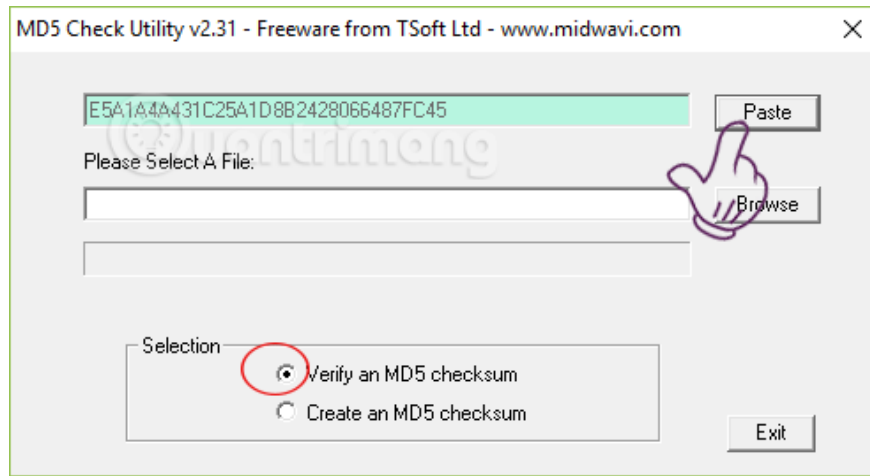 MD5 Check Utility v2.31 - Freeware from TSoft Ltd - www.midwavi.com
E5A1A4A431C25A1D8B2428066487FC45
Paste
Quantrimang
Please Select A File:
Browse
Selection
Verify an MD5 checksum
Create an MD5 checksum
Exit